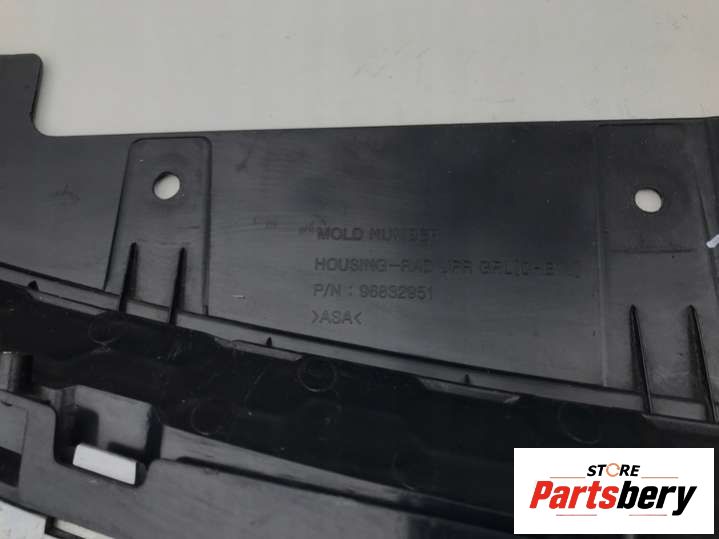 MOLD NUMBER
HOUSING-RAD UPR GRL
P/N : 96832951
>ASA<
STORE
Partsbery